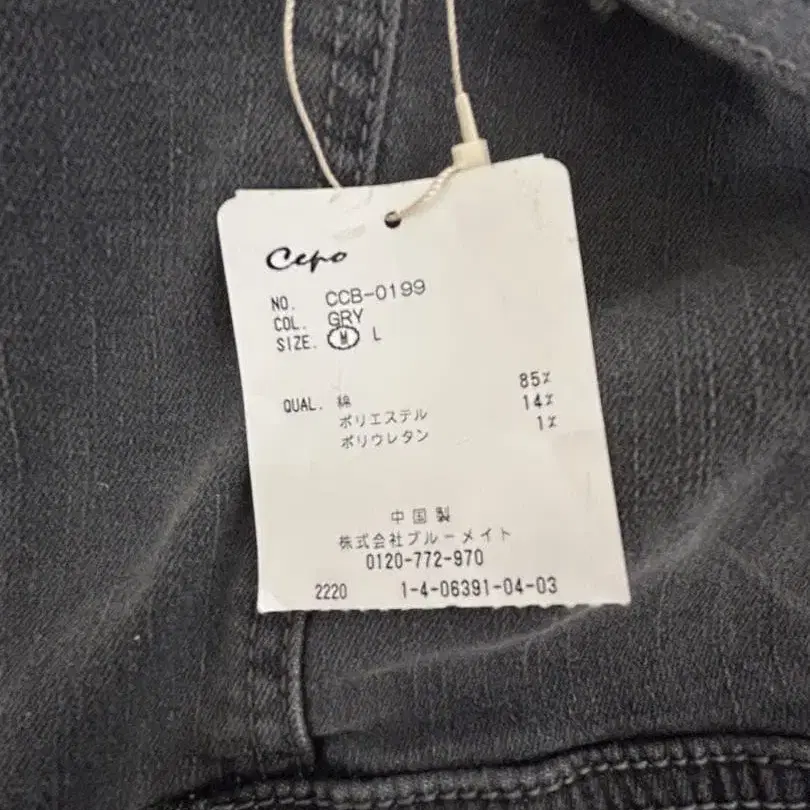 Cepo
NO. CCB-0199
COL. GRY
SIZE. M L
QUAL. 綿 85%
ポリエステル 14%
ポリウレタン 1%
中国製
株式会社ブルーメイト
0120-772-970
2220 1-4-06391-04-03